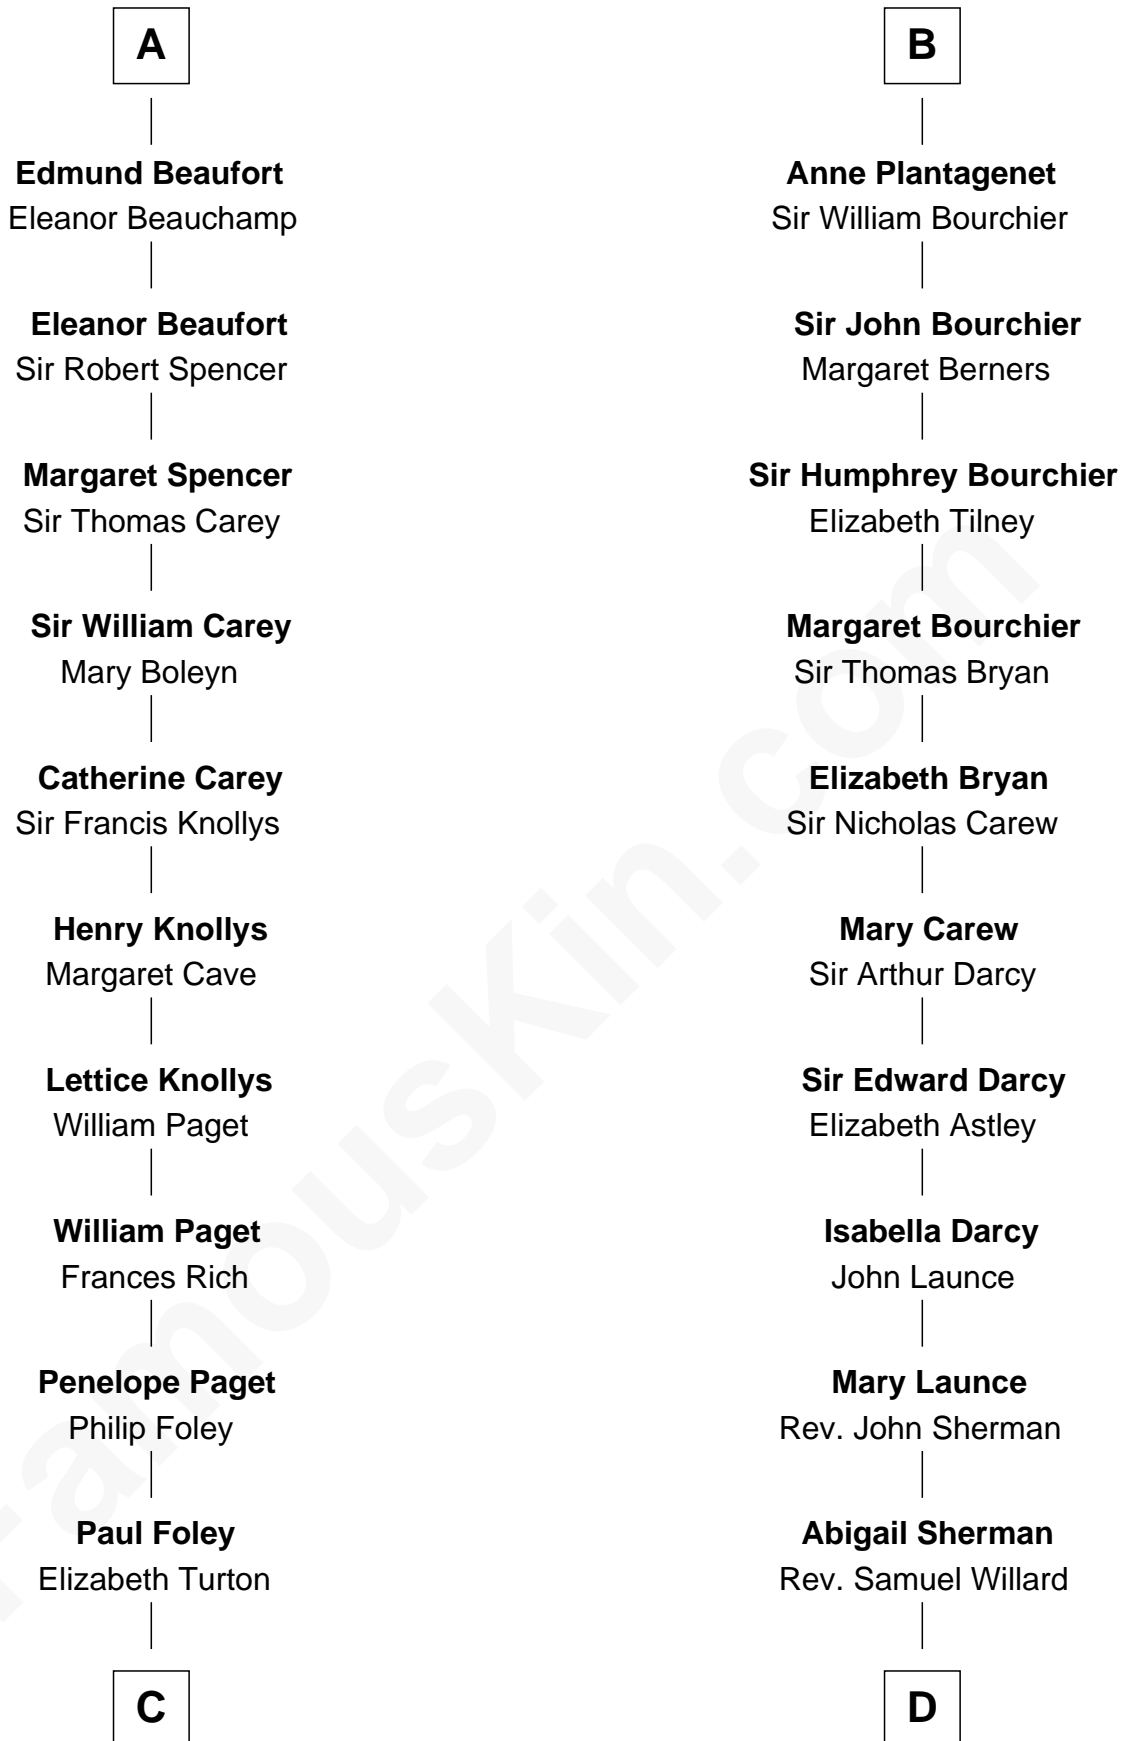 A
Edmund Beaufort
Eleanor Beauchamp
Eleanor Beaufort
Sir Robert Spencer
Margaret Spencer
Sir Thomas Carey
Sir William Carey
Mary Boleyn
Catherine Carey
Sir Francis Knollys
Henry Knollys
Margaret Cave
Lettice Knollys
William Paget
William Paget
Frances Rich
Penelope Paget
Philip Foley
Paul Foley
Elizabeth Turton
C
B
Anne Plantagenet
Sir William Bourchier
Sir John Bourchier
Margaret Berners
Sir Humphrey Bourchier
Elizabeth Tilney
Margaret Bourchier
Sir Thomas Bryan
Elizabeth Bryan
Sir Nicholas Carew
Mary Carew
Sir Arthur Darcy
Sir Edward Darcy
Elizabeth Astley
Isabella Darcy
John Launce
Mary Launce
Rev. John Sherman
Abigail Sherman
Rev. Samuel Willard
D
FamousKin.com